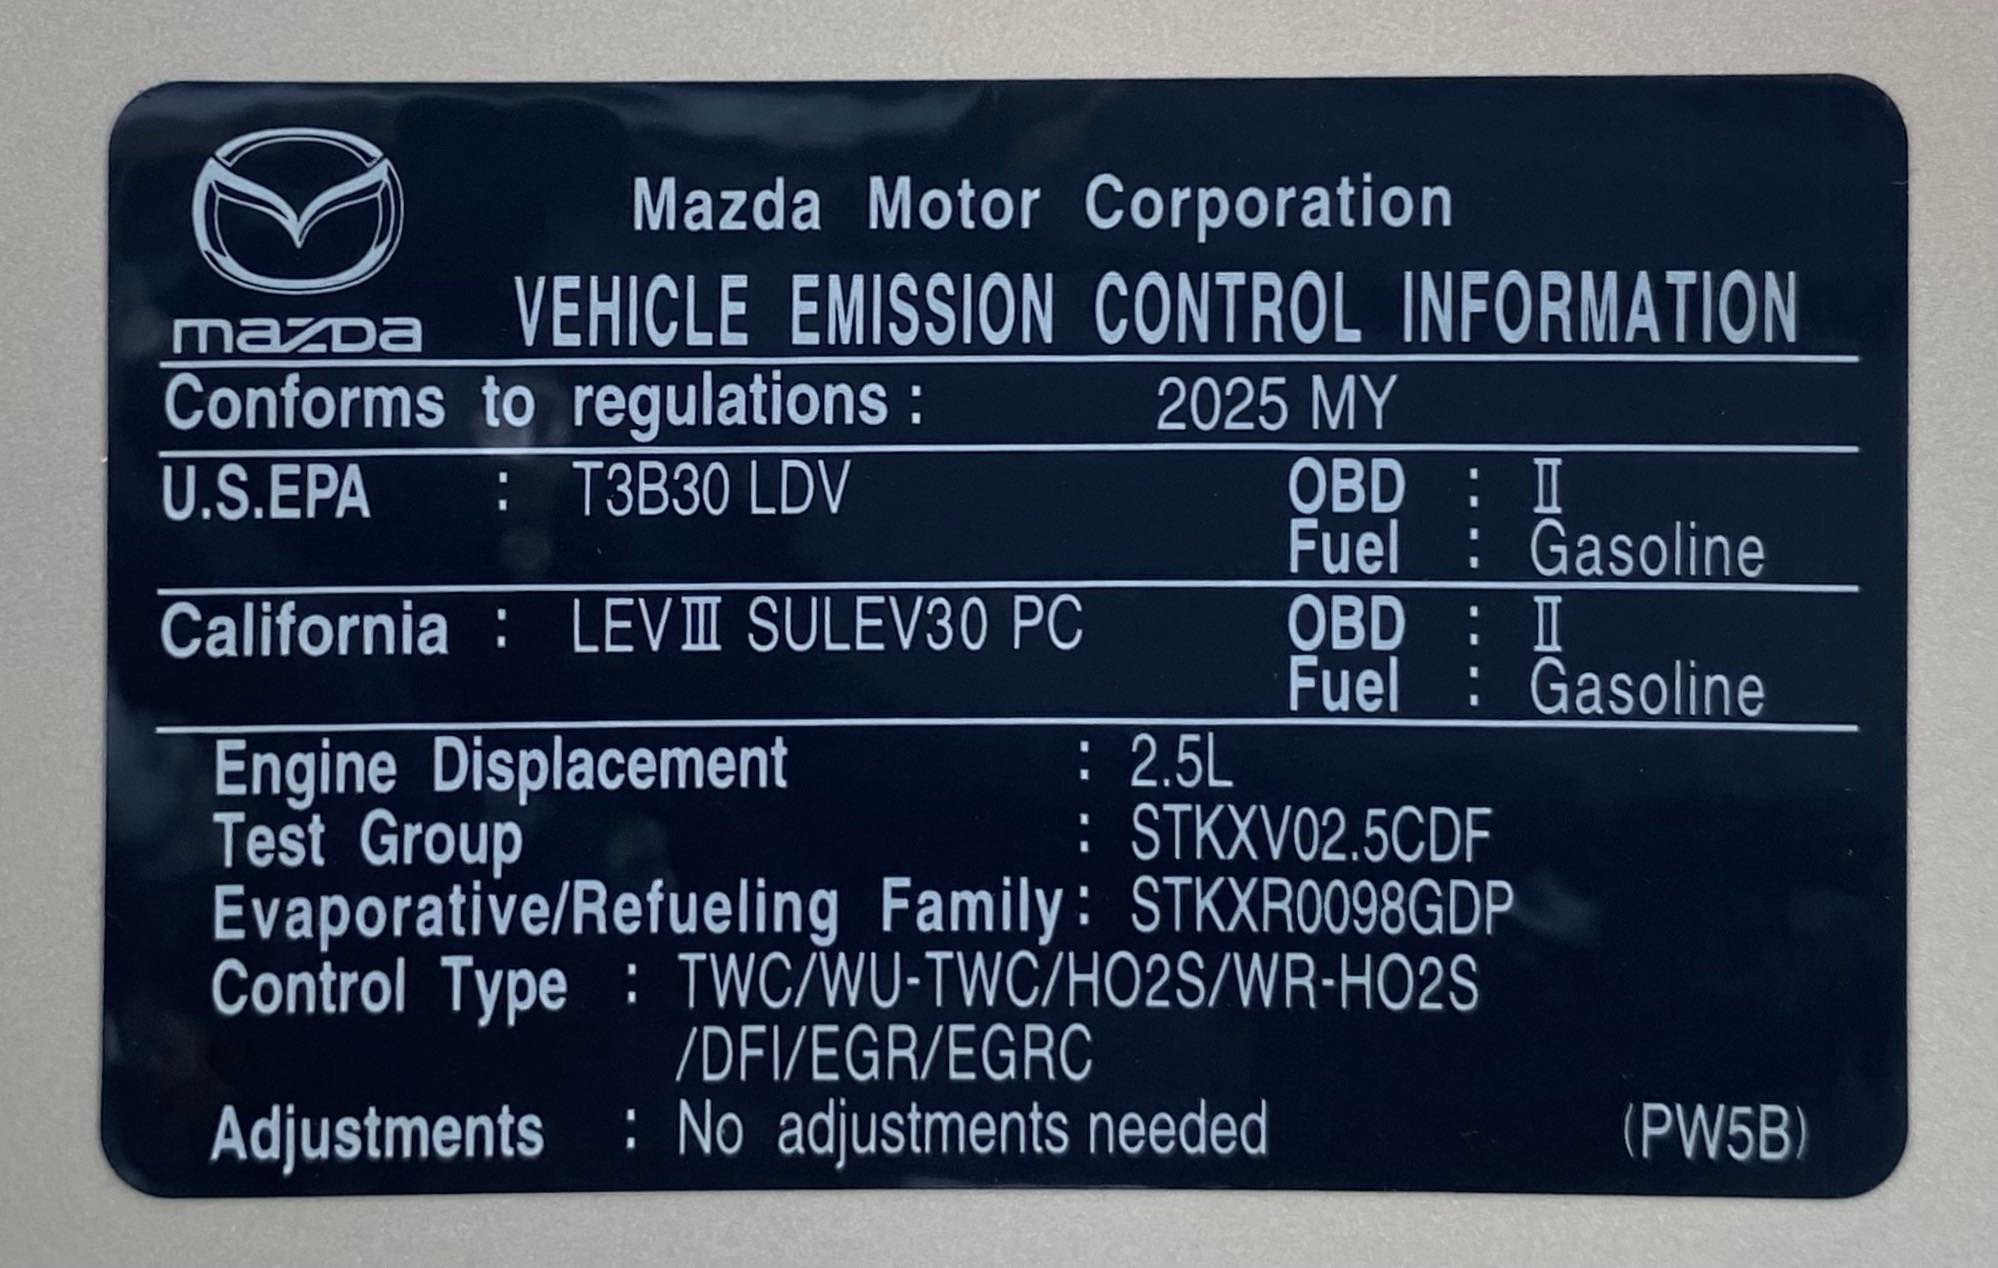 Mazda Motor Corporation
mazda VEHICLE EMISSION CONTROL INFORMATION
Conforms to regulations : 2025 MY
U.S.EPA : T3B30 LDV OBD : Ⅱ
Fuel : Gasoline
California : LEVⅢ SULEV30 PC OBD : Ⅱ
Fuel : Gasoline
Engine Displacement : 2.5L
Test Group : STKXV02.5CDF
Evaporative/Refueling Family : STKXR0098GDP
Control Type : TWC/WU-TWC/HO2S/WR-HO2S
/DFI/EGR/EGRC
Adjustments : No adjustments needed (PW5B)